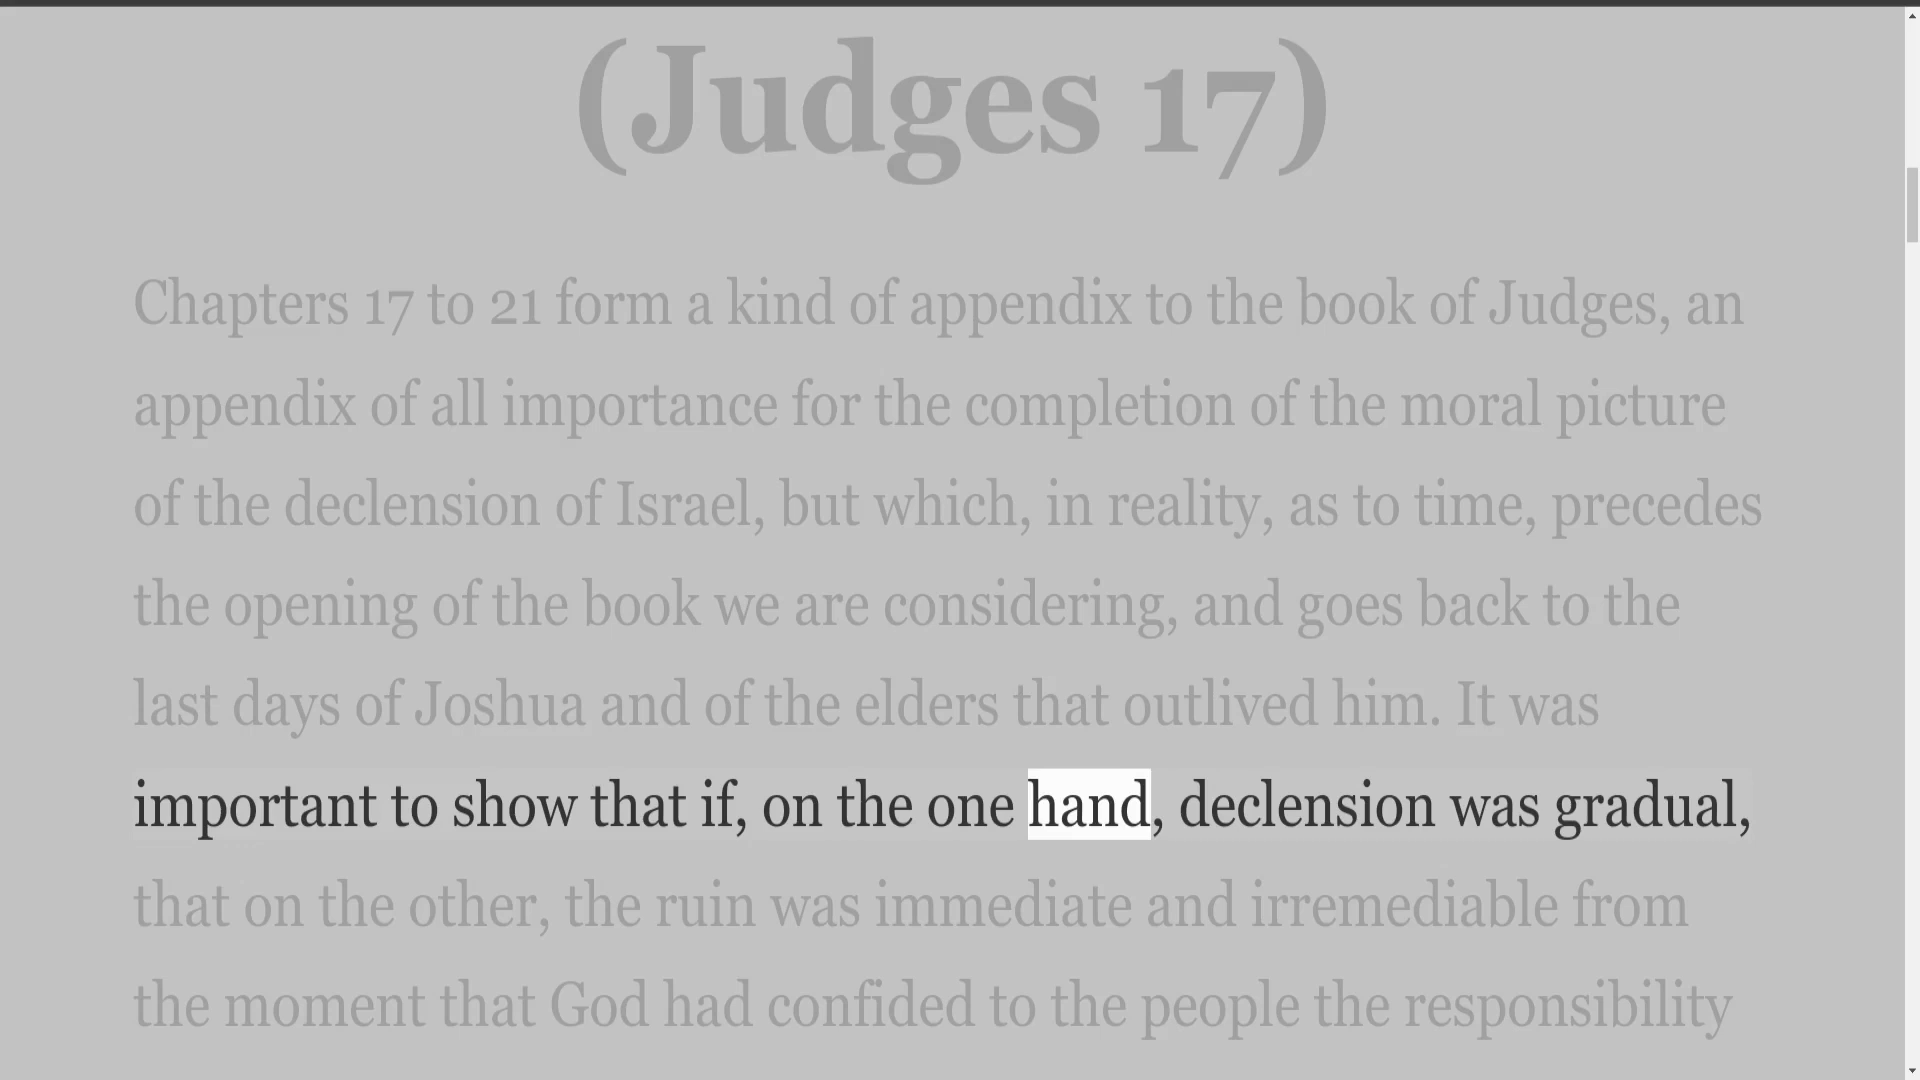 (Judges 17)
Chapters 17 to 21 form a kind of appendix to the book of Judges, an
appendix of all importance for the completion of the moral picture
of the declension of Israel, but which, in reality, as to time, precedes
the opening of the book we are considering, and goes back to the
last days of Joshua and of the elders that outlived him. It was
important to show that if, on the one hand, declension was gradual,
that on the other, the ruin was immediate and irremediable from
the moment that God had confided to the people the responsibility